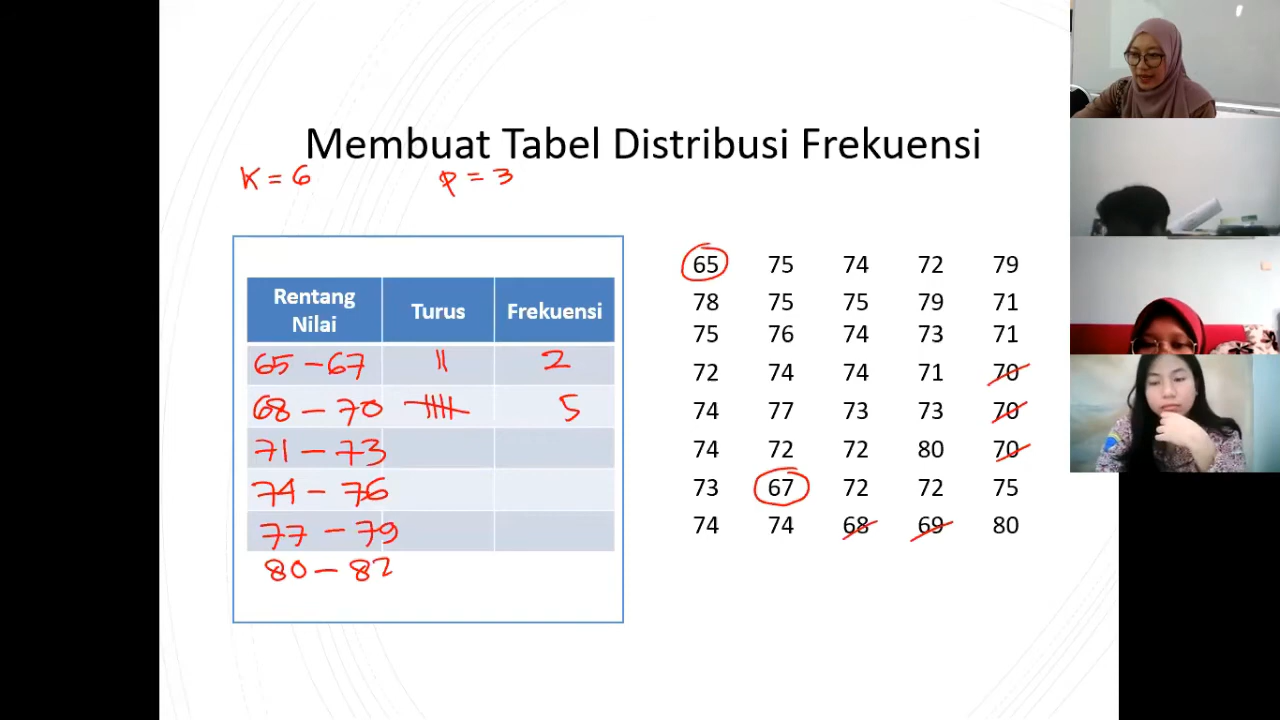 Membuat Tabel Distribusi Frekuensi
K = 6
P = 3
Rentang Nilai Turus Frekuensi
65 - 67 || 2
68 - 70 5
71 - 73
74 - 76
77 - 79
80 - 82
65 75 74 72 79
78 75 75 79 71
75 76 74 73 71
72 74 74 71 70
74 77 73 73 70
74 72 72 80 70
73 67 72 72 75
74 74 68 69 80